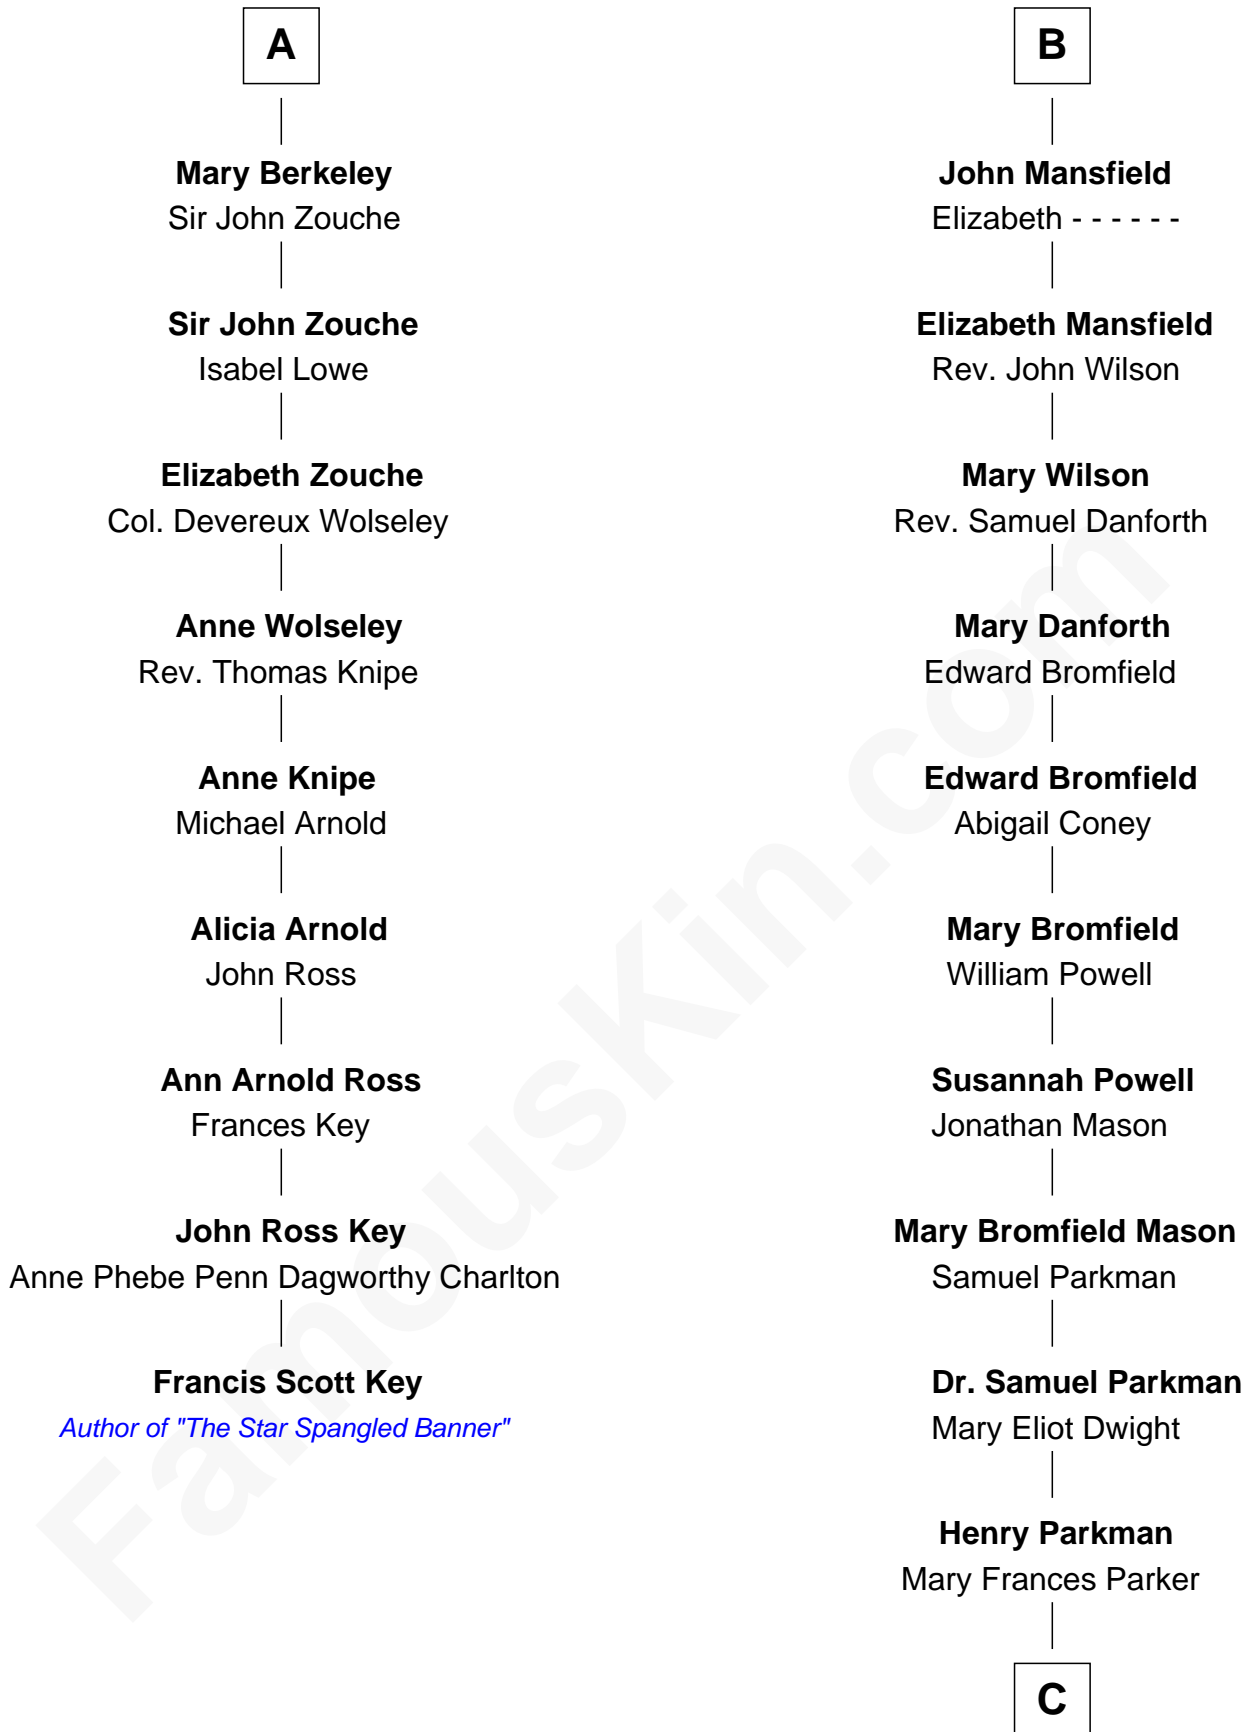 A
Mary Berkeley
Sir John Zouche
Sir John Zouche
Isabel Lowe
Elizabeth Zouche
Col. Devereux Wolseley
Anne Wolseley
Rev. Thomas Knipe
Anne Knipe
Michael Arnold
Alicia Arnold
John Ross
Ann Arnold Ross
Frances Key
John Ross Key
Anne Phebe Penn Dagworthy Charlton
Francis Scott Key
Author of "The Star Spangled Banner"
B
John Mansfield
Elizabeth - - - - - -
Elizabeth Mansfield
Rev. John Wilson
Mary Wilson
Rev. Samuel Danforth
Mary Danforth
Edward Bromfield
Edward Bromfield
Abigail Coney
Mary Bromfield
William Powell
Susannah Powell
Jonathan Mason
Mary Bromfield Mason
Samuel Parkman
Dr. Samuel Parkman
Mary Eliot Dwight
Henry Parkman
Mary Frances Parker
C
FamousKin.com